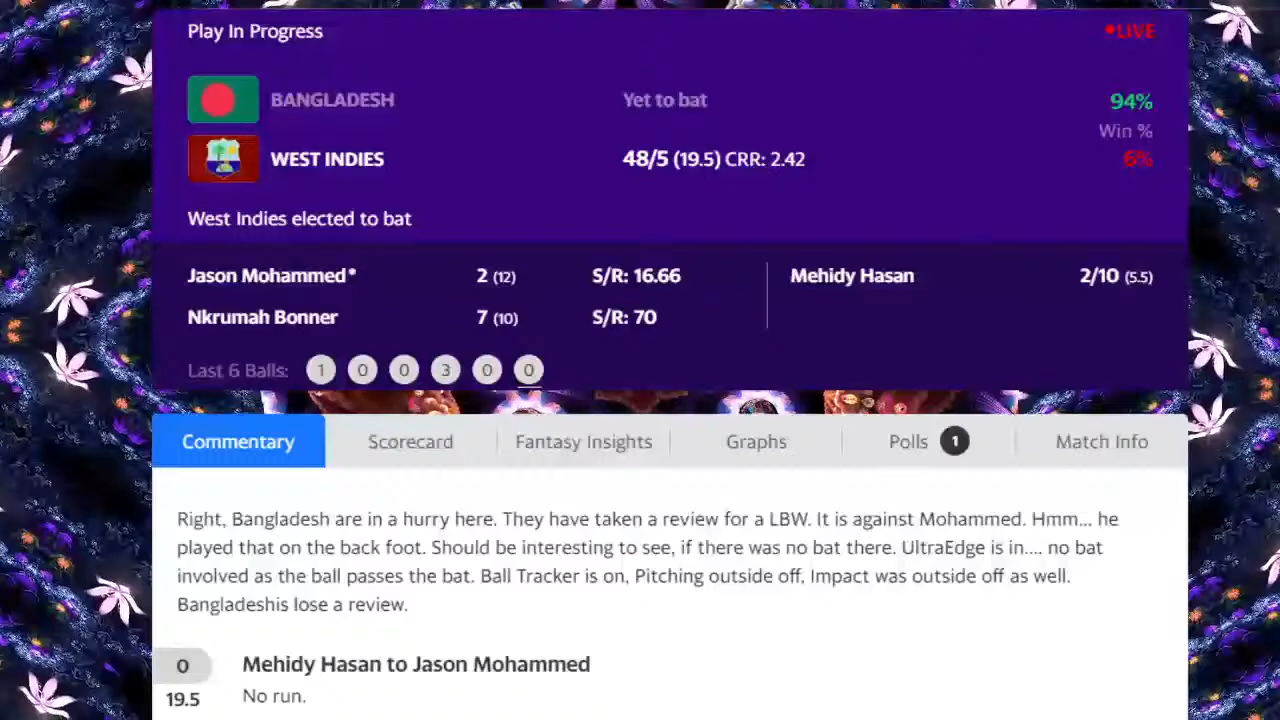 Play In Progress
•LIVE
BANGLADESH
Yet to bat
94%
Win %
WEST INDIES
48/5 (19.5) CRR: 2.42
6%
West Indies elected to bat
Jason Mohammed* 2 (12) S/R: 16.66
Mehidy Hasan 2/10 (5.5)
Nkrumah Bonner 7 (10) S/R: 70
Last 6 Balls: 1 0 0 3 0 0
Commentary Scorecard Fantasy Insights Graphs Polls 1 Match Info
Right, Bangladesh are in a hurry here. They have taken a review for a LBW. It is against Mohammed. Hmm... he
played that on the back foot. Should be interesting to see, if there was no bat there. UltraEdge is in.... no bat
involved as the ball passes the bat. Ball Tracker is on, Pitching outside off, Impact was outside off as well.
Bangladeshis lose a review.
0 Mehidy Hasan to Jason Mohammed
19.5 No run.